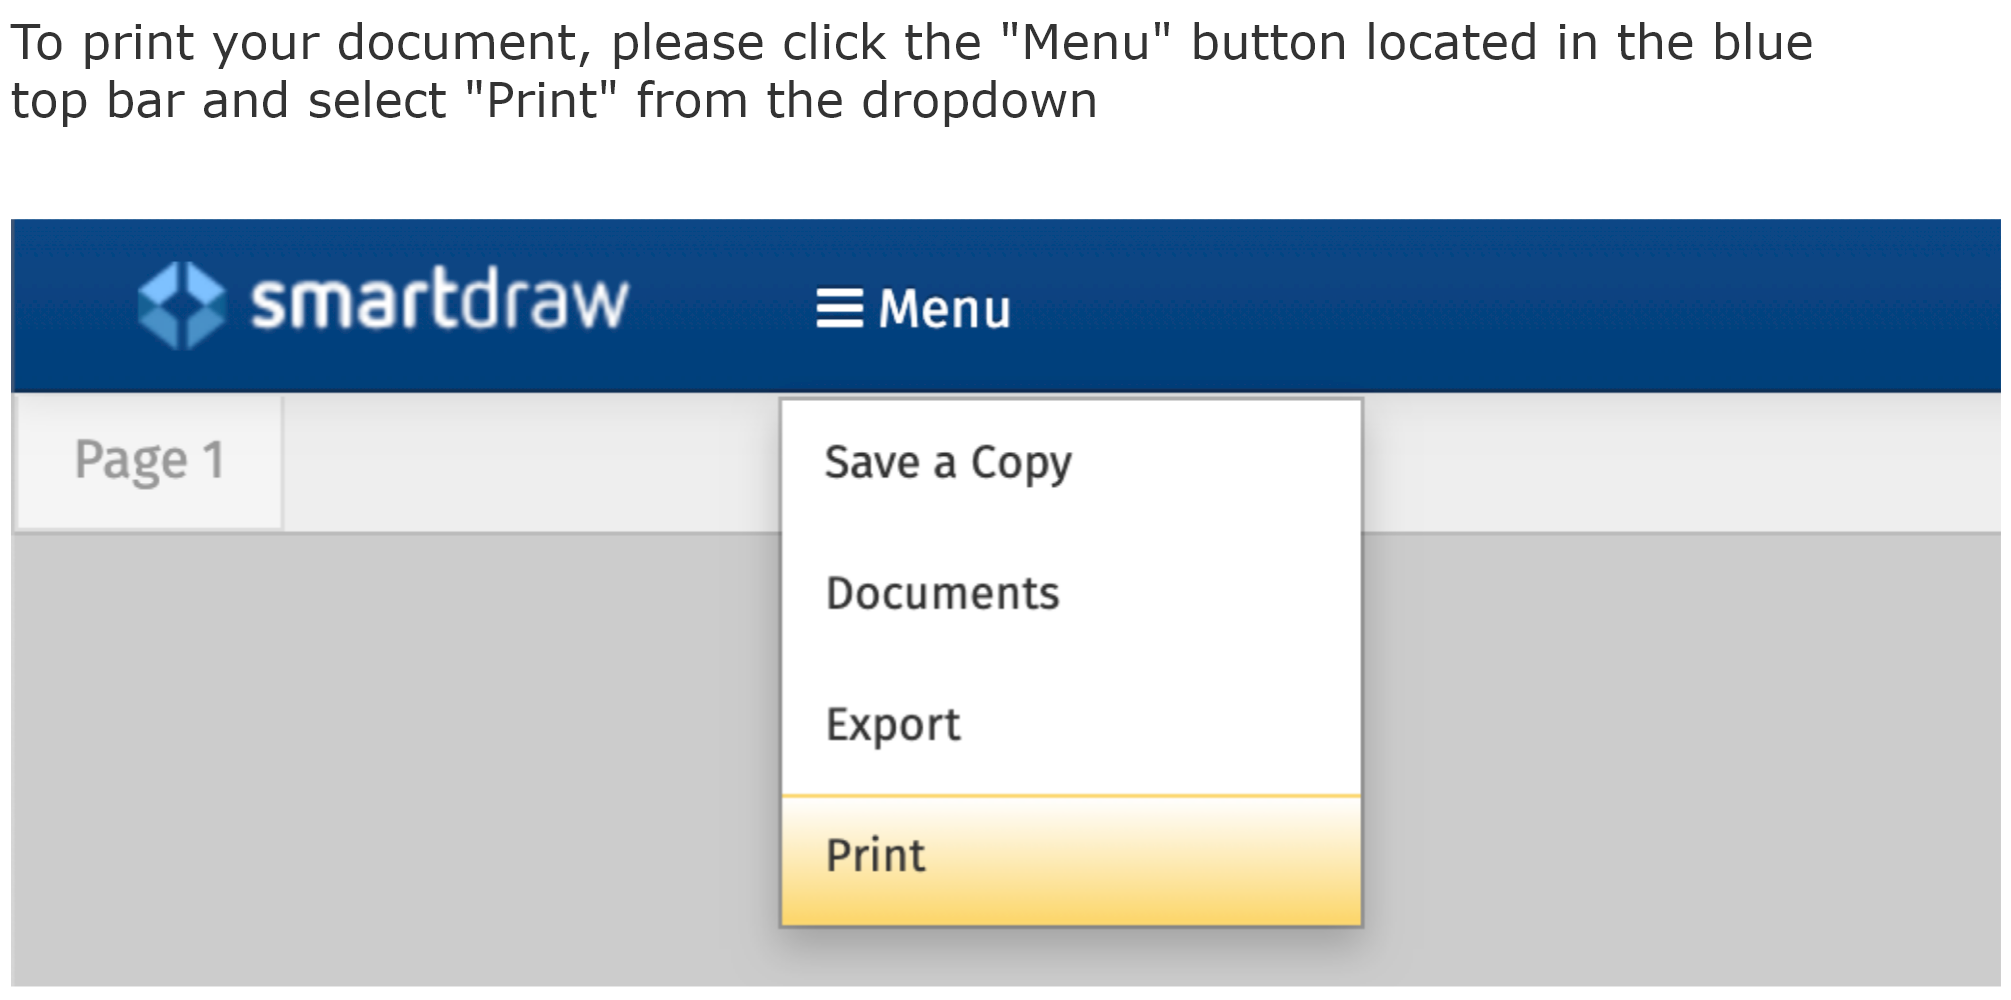 To print your document, please click the "Menu" button located in the blue
top bar and select "Print" from the dropdown
smartdraw
Menu
Page 1
Save a Copy
Documents
Export
Print